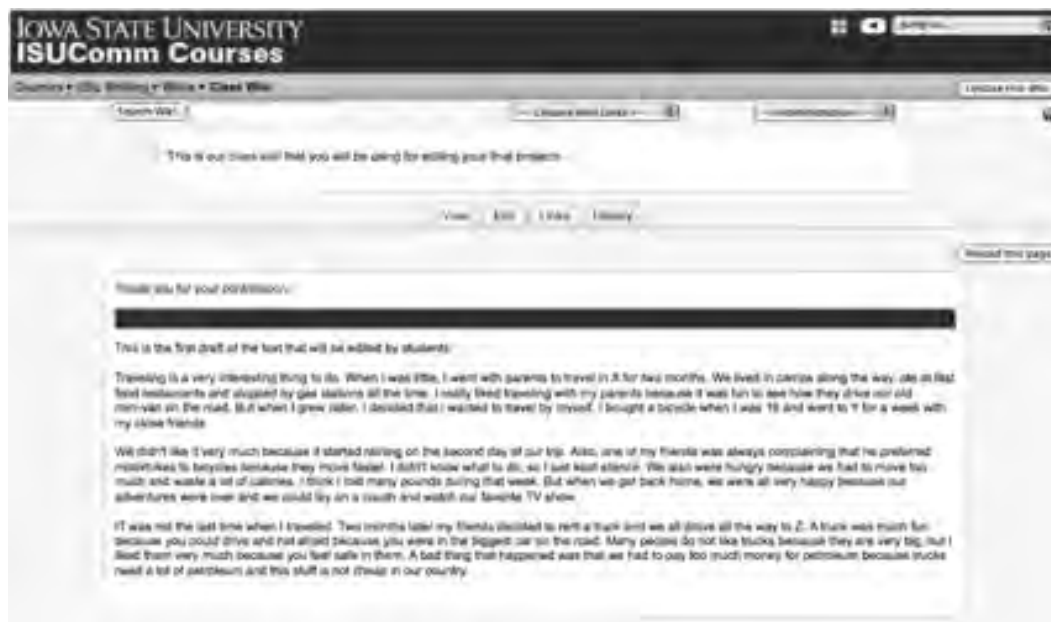 IOWA STATE UNIVERSITY
ISUComm Courses
Class Wiki
Search Wiki
This is our class wiki that you will be using for editing your final projects
View Edit Links History
Reload this page
Thank you for your contribution.
This is the first draft of the text that will be edited by students:
Traveling is a very interesting thing to do. When I was little, I went with parents to travel in X for two months. We lived in camps along the way, ate at fast
food restaurants and stopped by gas stations all the time. I really liked traveling with my parents because it was fun to see how they drive our old
mini-van on the road. But when I grew older, I decided that I wanted to travel by myself. I bought a bicycle when I was 16 and went to Y for a week with
my close friends.
We didn't like it very much because it started raining on the second day of our trip. Also, one of my friends was always complaining that he preferred
motorbikes to bicycles because they move faster. I didn't know what to do, so I just kept silence. We also were hungry because we had to move too
much and waste a lot of calories. I think I lost many pounds during that week. But when we got back home, we were all very happy because our
adventures were over and we could lay on a couch and watch our favorite TV show.
IT was not the last time when I traveled. Two months later my friends decided to rent a truck and we all drove all the way to Z. A truck was much fun
because you could drive and not afraid because you were in the biggest car on the road. Many people do not like trucks because they are very big, but I
liked them very much because you feel safe in them. A bad thing that happened was that we had to pay too much money for petroleum because trucks
need a lot of petroleum and this stuff is not cheap in our country.